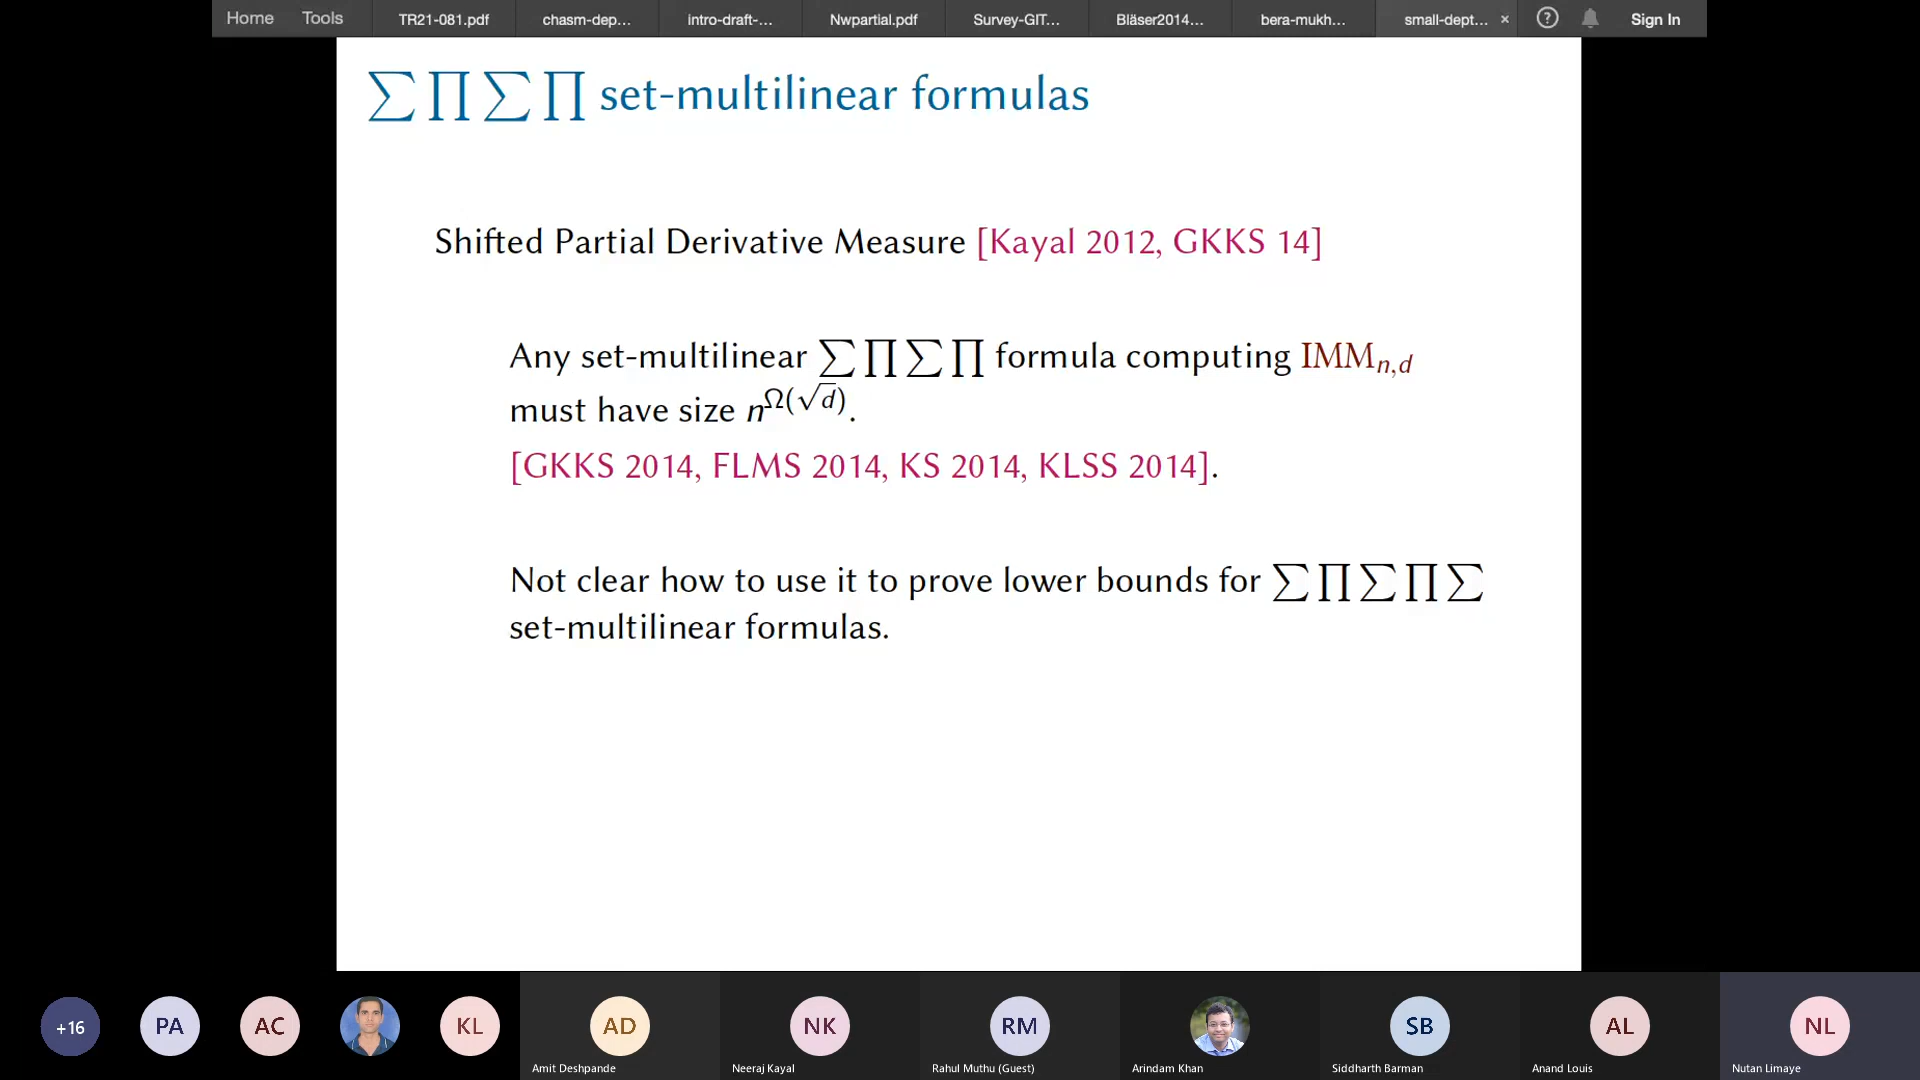 Home Tools TR21-081.pdf chasm-dep... intro-draft-... Nwpartial.pdf Survey-GIT... Bläser2014... bera-mukh... small-dept... × ? Sign In
∑∏∑∏ set-multilinear formulas
Shifted Partial Derivative Measure [Kayal 2012, GKKS 14]
Any set-multilinear ∑∏∑∏ formula computing IMM_{n,d}
must have size n^{Ω(√d)}.
[GKKS 2014, FLMS 2014, KS 2014, KLSS 2014].
Not clear how to use it to prove lower bounds for ∑∏∑∏∑
set-multilinear formulas.
+16 PA AC KL AD NK RM SB AL NL
Amit Deshpande Neeraj Kayal Rahul Muthu (Guest) Arindam Khan Siddharth Barman Anand Louis Nutan Limaye